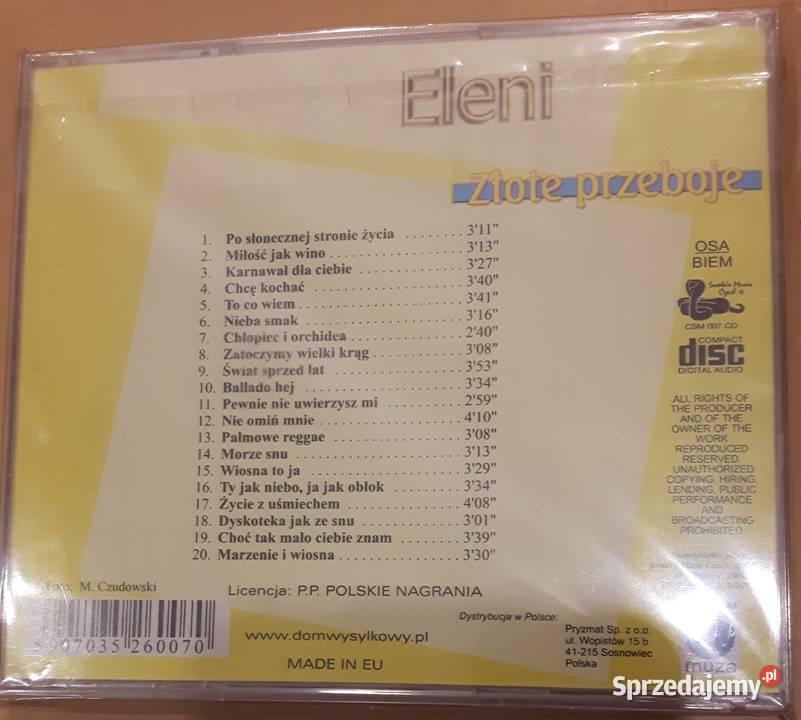 Eleni
Złote przeboje
1. Po słonecznej stronie życia ........ 3'11"
2. Miłość jak wino .................. 3'13"
3. Karnawał dla ciebie .............. 3'27"
4. Chcę kochać .................... 3'40"
5. To co wiem ..................... 3'41"
6. Nieba smak ..................... 3'16"
7. Chłopiec i orchidea .............. 2'40"
8. Zatoczymy wielki krąg ........... 3'08"
9. Świat sprzed lat ................ 3'53"
10. Ballado hej .................... 3'34"
11. Pewnie nie uwierzysz mi ......... 2'59"
12. Nie omiń mnie .................. 4'10"
13. Palmowe reggae ................ 3'08"
14. Morze snu ..................... 3'13"
15. Wiosna to ja ................... 3'29"
16. Ty jak niebo, ja jak obłok ........ 3'34"
17. Życie z uśmiechem .............. 4'08"
18. Dyskoteka jak ze snu ............ 3'01"
19. Choć tak mało ciebie znam ....... 3'39"
20. Marzenie i wiosna ............... 3'30"
OSA
BIEM
CSM 007 CD
COMPACT
disc
DIGITAL AUDIO
ALL RIGHTS OF
THE PRODUCER
AND OF THE
OWNER OF THE
WORK
REPRODUCED
RESERVED.
UNAUTHORIZED
COPYING, HIRING,
LENDING, PUBLIC
PERFORMANCE
AND
BROADCASTING
PROHIBITED.
Foto: M. Czudowski
Licencja: P.P. POLSKIE NAGRANIA
5907035260070
www.domwysylkowy.pl
MADE IN EU
Dystrybucja w Polsce:
Pryzmat Sp. z o.o.
ul. Wopistów 15 b
41-215 Sosnowiec
Polska
muza
Sprzedajemy.pl